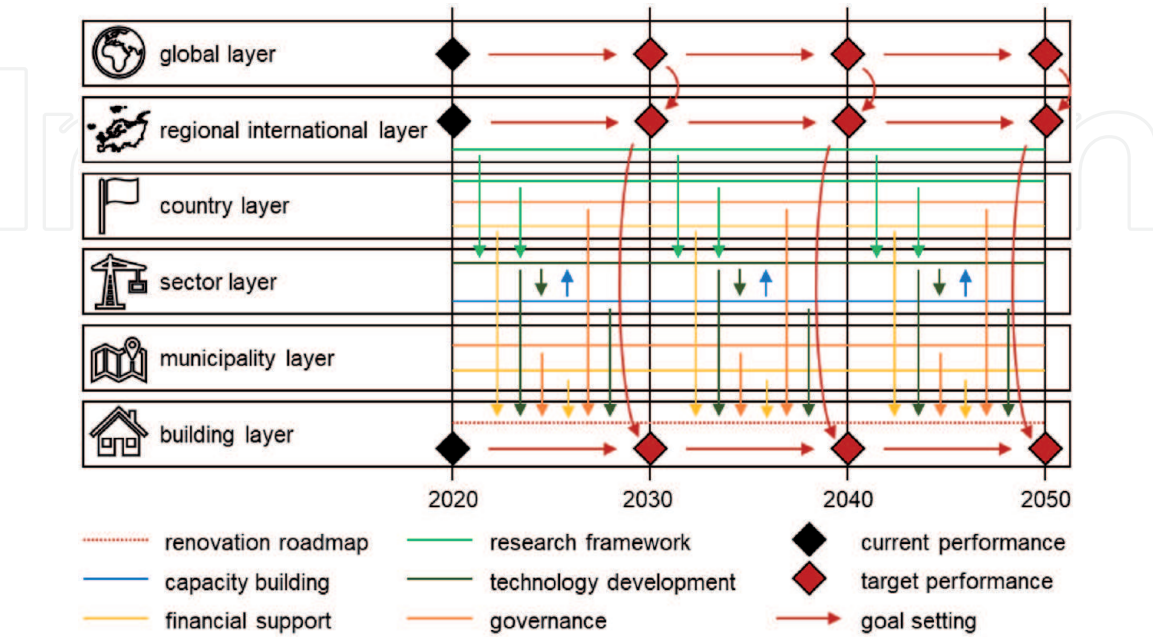 global layer
regional international layer
country layer
sector layer
municipality layer
building layer
2020 2030 2040 2050
renovation roadmap research framework current performance
capacity building technology development target performance
financial support governance goal setting